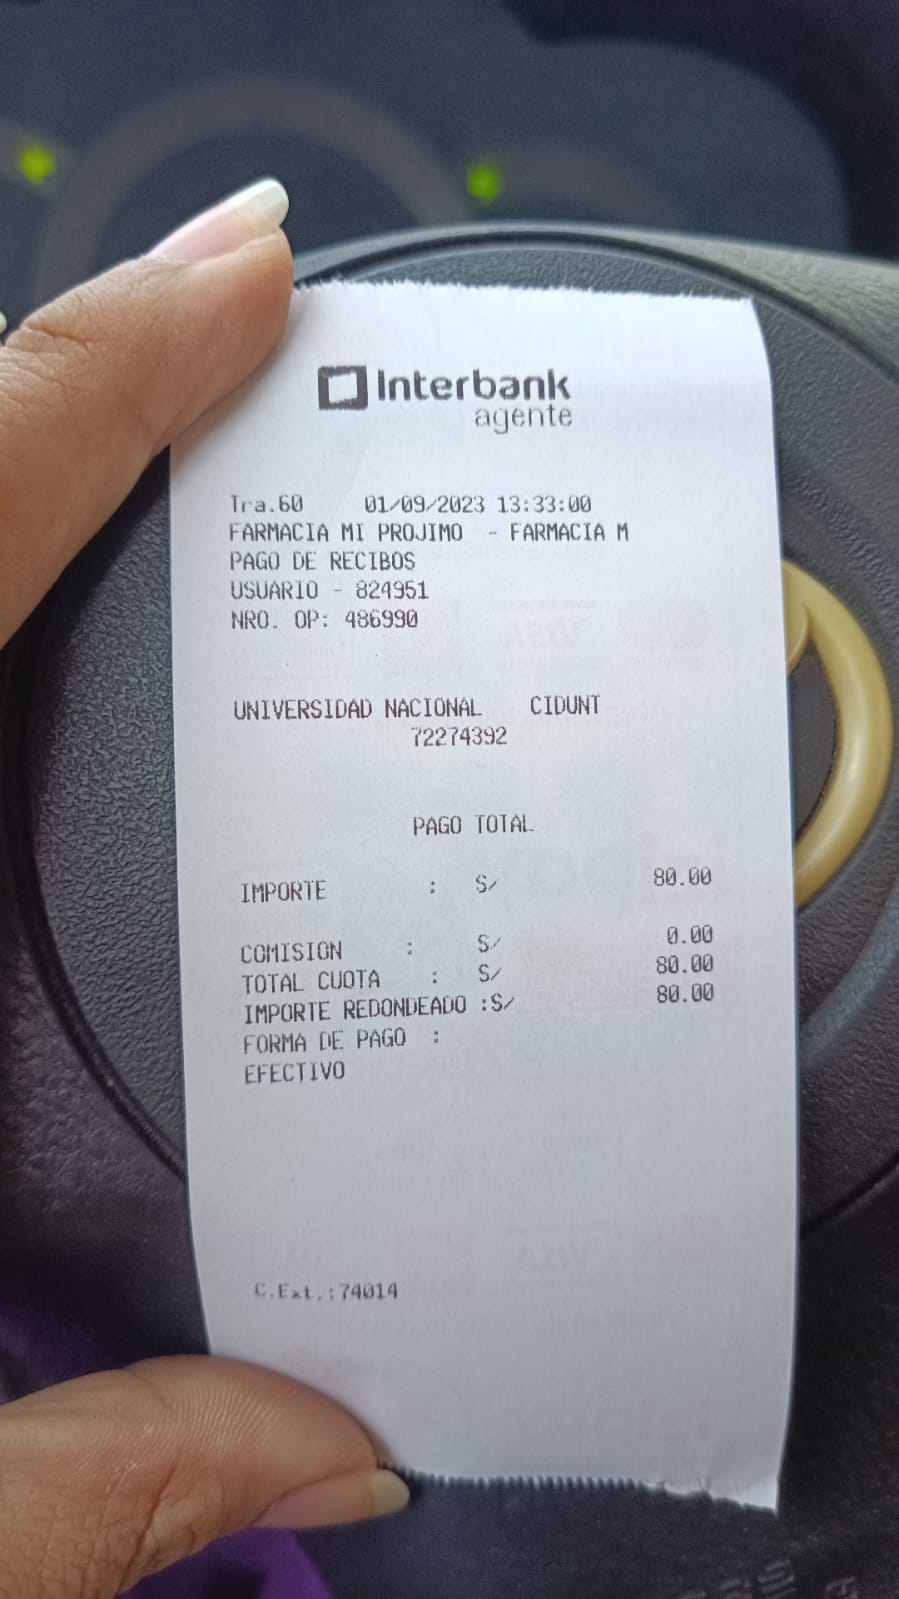 Interbank
agente
Tra.60 01/09/2023 13:33:00
FARMACIA MI PROJIMO - FARMACIA M
PAGO DE RECIBOS
USUARIO - 824951
NRO. OP: 486990
UNIVERSIDAD NACIONAL CIDUNT
72274392
PAGO TOTAL
IMPORTE : S/ 80.00
COMISION : S/ 0.00
TOTAL CUOTA : S/ 80.00
IMPORTE REDONDEADO :S/ 80.00
FORMA DE PAGO :
EFECTIVO
C.Ext.:74014